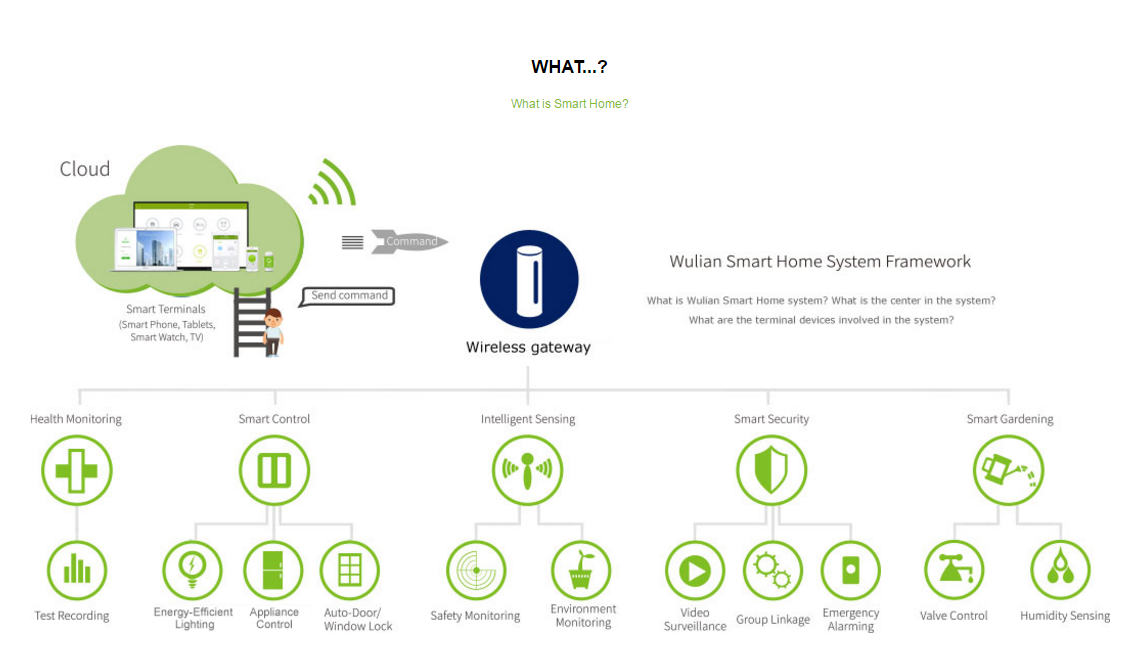 WHAT...?
What is Smart Home?
Cloud
Command
Send command
Smart Terminals
(Smart Phone, Tablets,
Smart Watch, TV)
Wireless gateway
Wulian Smart Home System Framework
What is Wulian Smart Home system? What is the center in the system?
What are the terminal devices involved in the system?
Health Monitoring
Smart Control
Intelligent Sensing
Smart Security
Smart Gardening
Test Recording
Energy-Efficient
Lighting
Appliance
Control
Auto-Door/
Window Lock
Safety Monitoring
Environment
Monitoring
Video
Surveillance
Group Linkage
Emergency
Alarming
Valve Control
Humidity Sensing